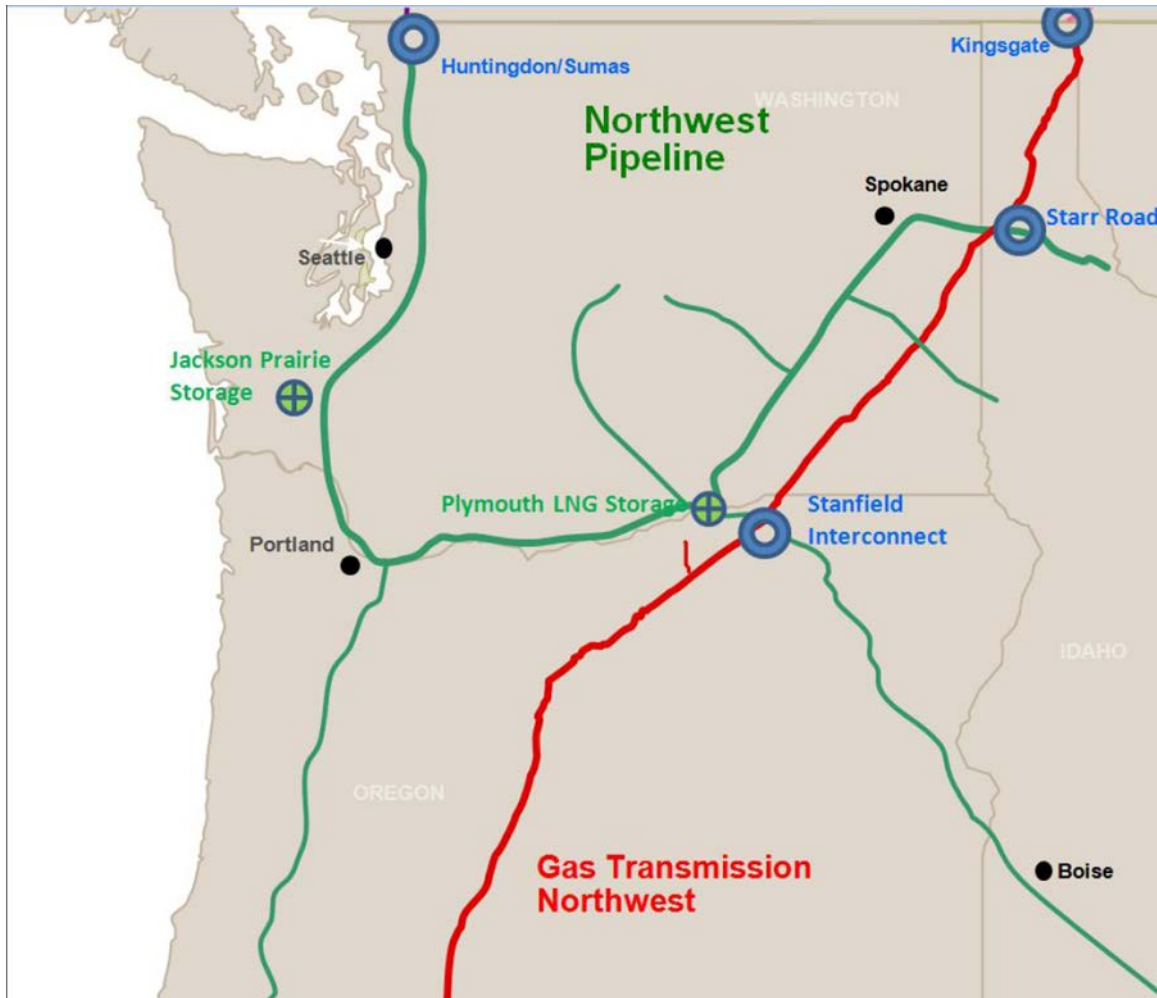 Huntingdon/Sumas
Kingsgate
WASHINGTON
Northwest
Pipeline
Spokane
Starr Road
Seattle
Jackson Prairie
Storage
Plymouth LNG Storage
Stanfield
Interconnect
Portland
IDAHO
OREGON
Gas Transmission
Northwest
Boise